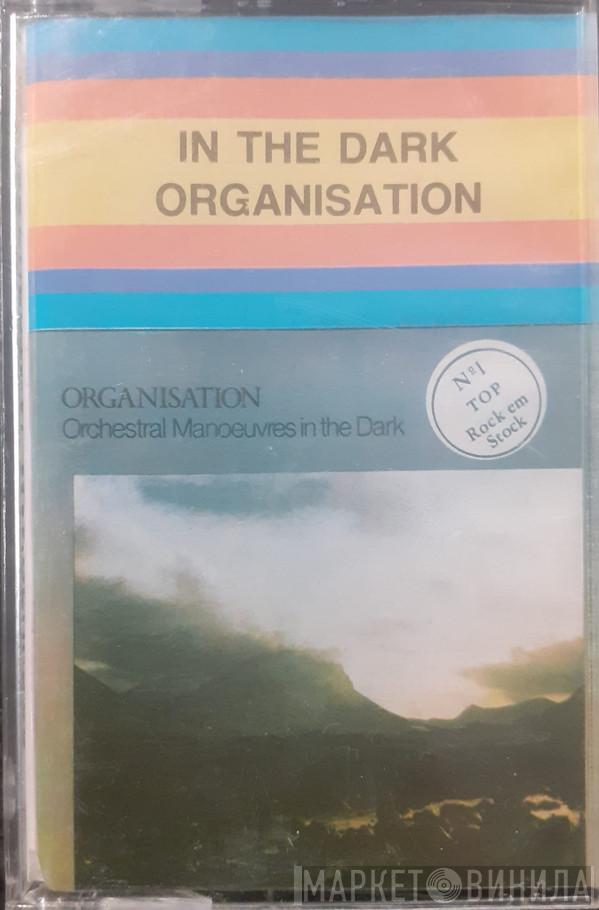 IN THE DARK
ORGANISATION
ORGANISATION
Orchestral Manoeuvres in the Dark
Nº1
TOP
Rock em
Stock
МАРКЕТ ВИНИЛА